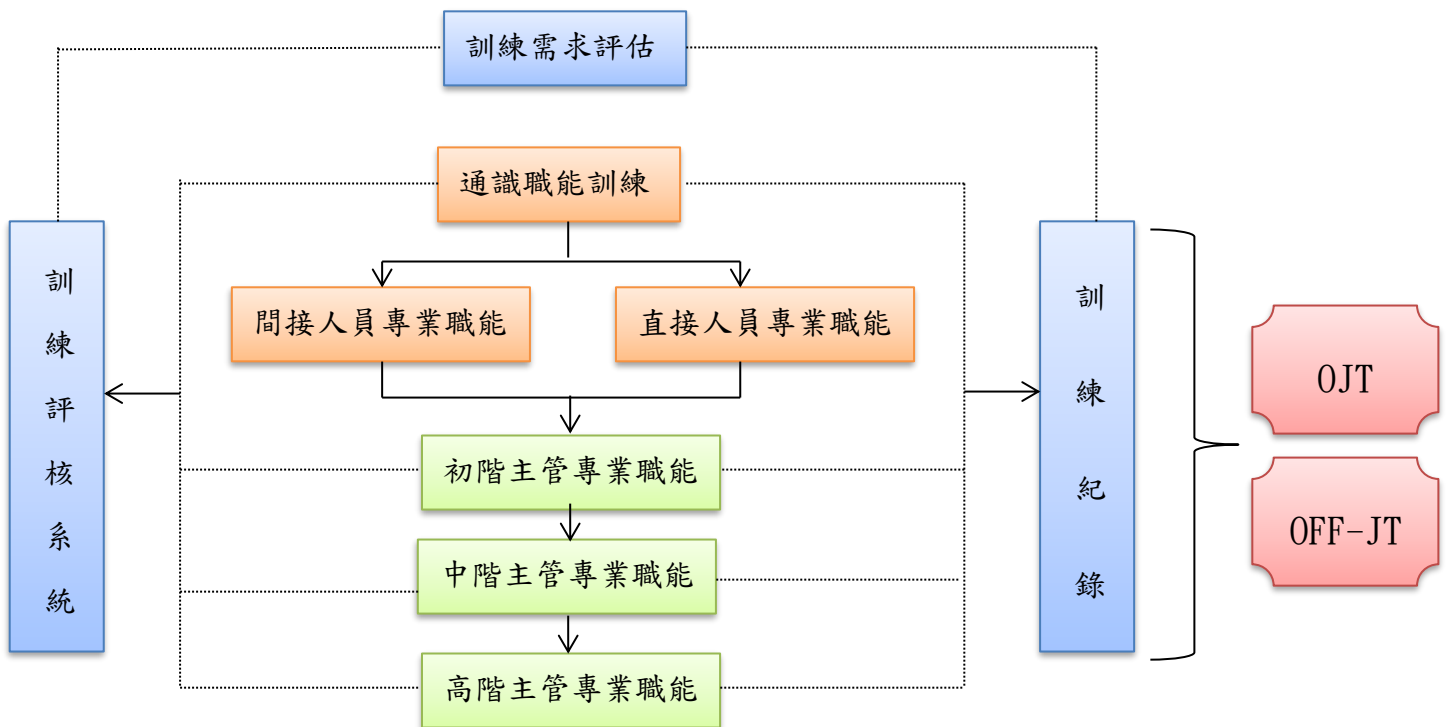 訓練需求評估
通識職能訓練
間接人員專業職能
直接人員專業職能
初階主管專業職能
中階主管專業職能
高階主管專業職能
訓練評核系統
訓練紀錄
OJT
OFF-JT